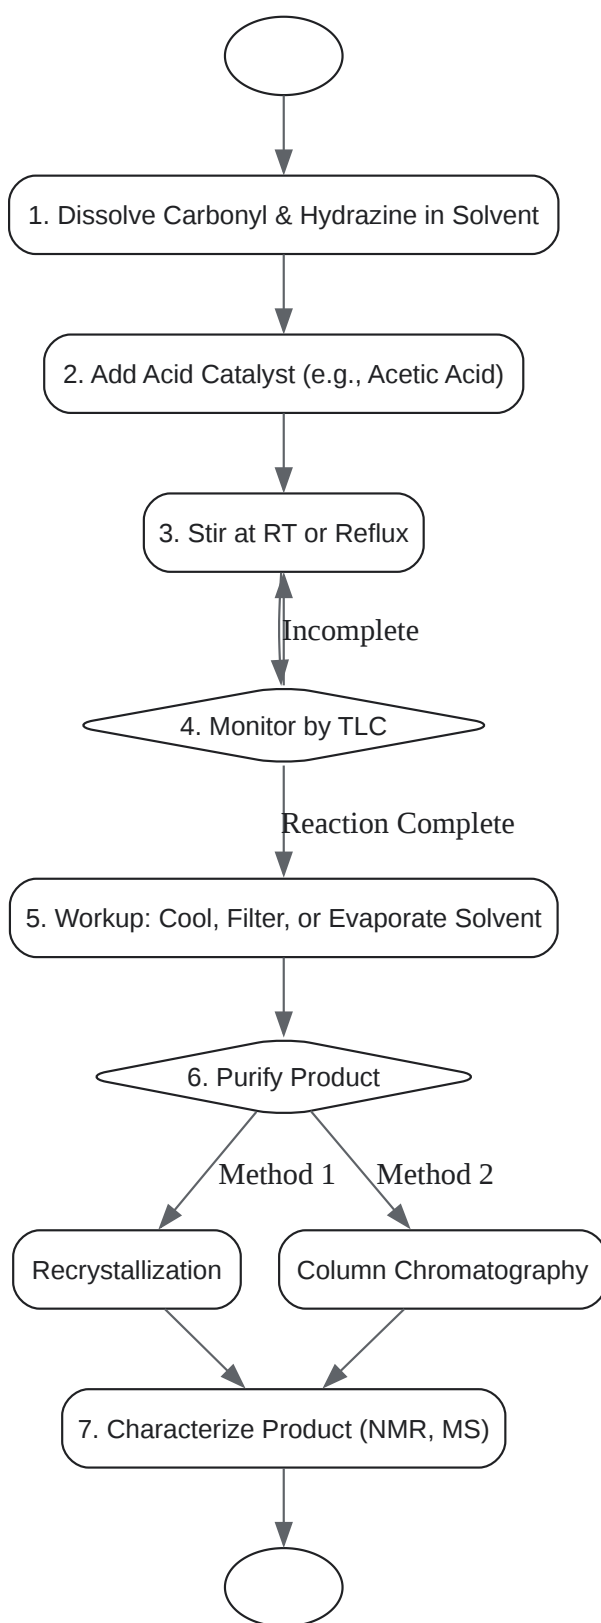 1. Dissolve Carbonyl & Hydrazine in Solvent
2. Add Acid Catalyst (e.g., Acetic Acid)
3. Stir at RT or Reflux
Incomplete
4. Monitor by TLC
Reaction Complete
5. Workup: Cool, Filter, or Evaporate Solvent
6. Purify Product
Method 1
Method 2
Recrystallization
Column Chromatography
7. Characterize Product (NMR, MS)